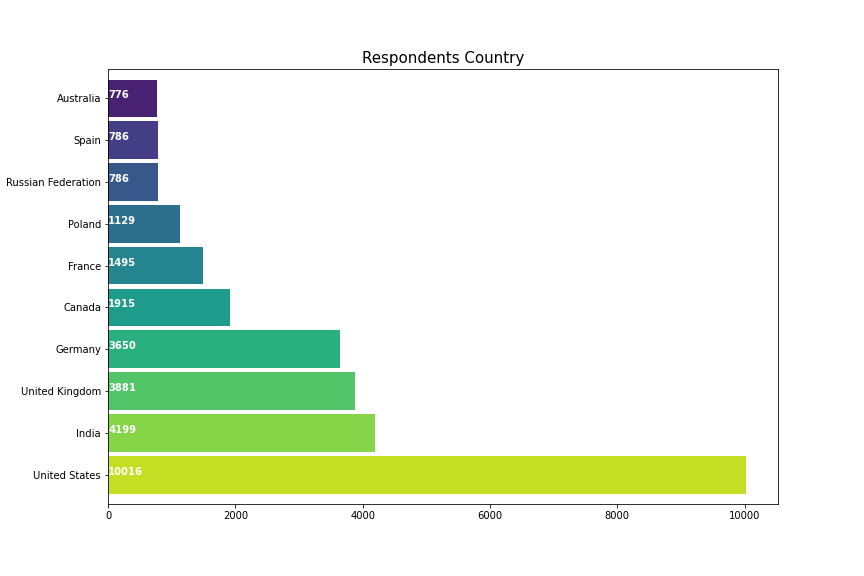 Respondents Country
Australia 776
Spain 786
Russian Federation 786
Poland 1129
France 1495
Canada 1915
Germany 3650
United Kingdom 3881
India 4199
United States 10016
0 2000 4000 6000 8000 10000